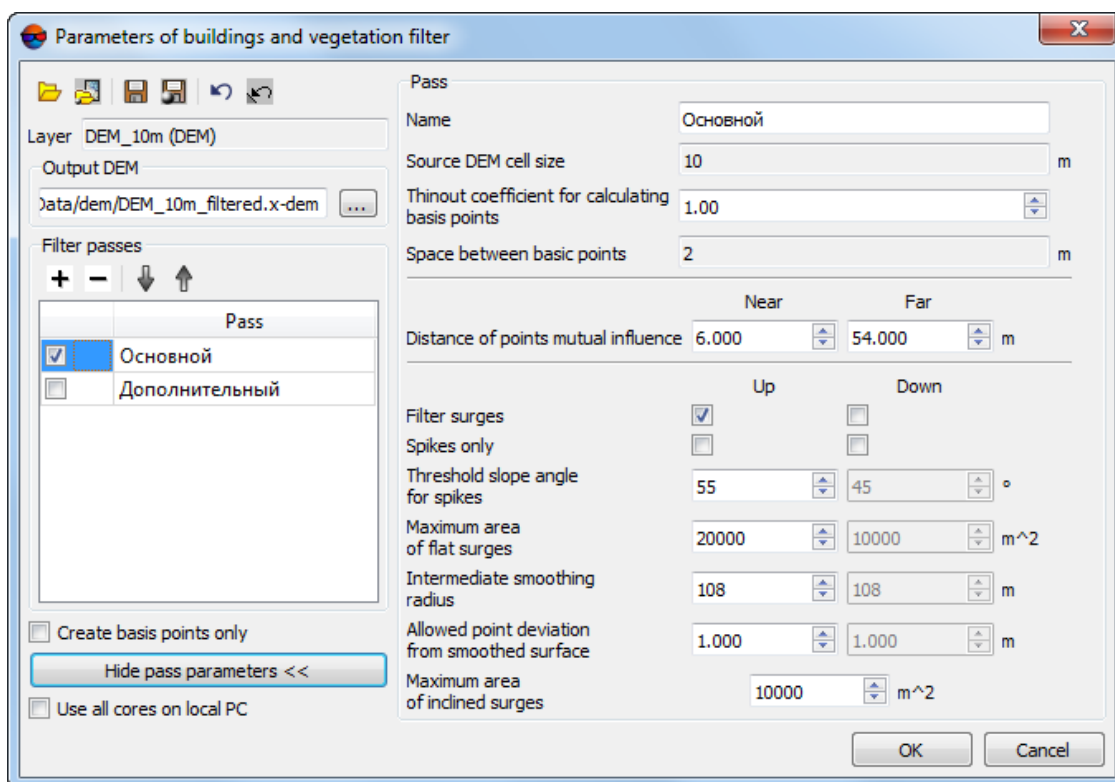 Parameters of buildings and vegetation filter
Layer DEM_10m (DEM)
Output DEM
Data/dem/DEM_10m_filtered.x-dem ...
Filter passes
Pass
Основной
Дополнительный
Create basis points only
Hide pass parameters <<
Use all cores on local PC
Pass
Name Основной
Source DEM cell size 10 m
Thinout coefficient for calculating
basis points 1.00
Space between basic points 2 m
Near Far
Distance of points mutual influence 6.000 54.000 m
Up Down
Filter surges
Spikes only
Threshold slope angle
for spikes 55 45 °
Maximum area
of flat surges 20000 10000 m^2
Intermediate smoothing
radius 108 108 m
Allowed point deviation
from smoothed surface 1.000 1.000 m
Maximum area
of inclined surges 10000 m^2
OK Cancel